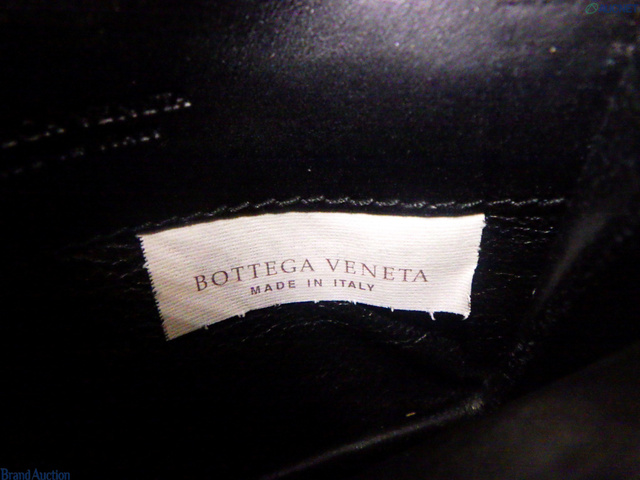 BOTTEGA VENETA
MADE IN ITALY
Brand Auction